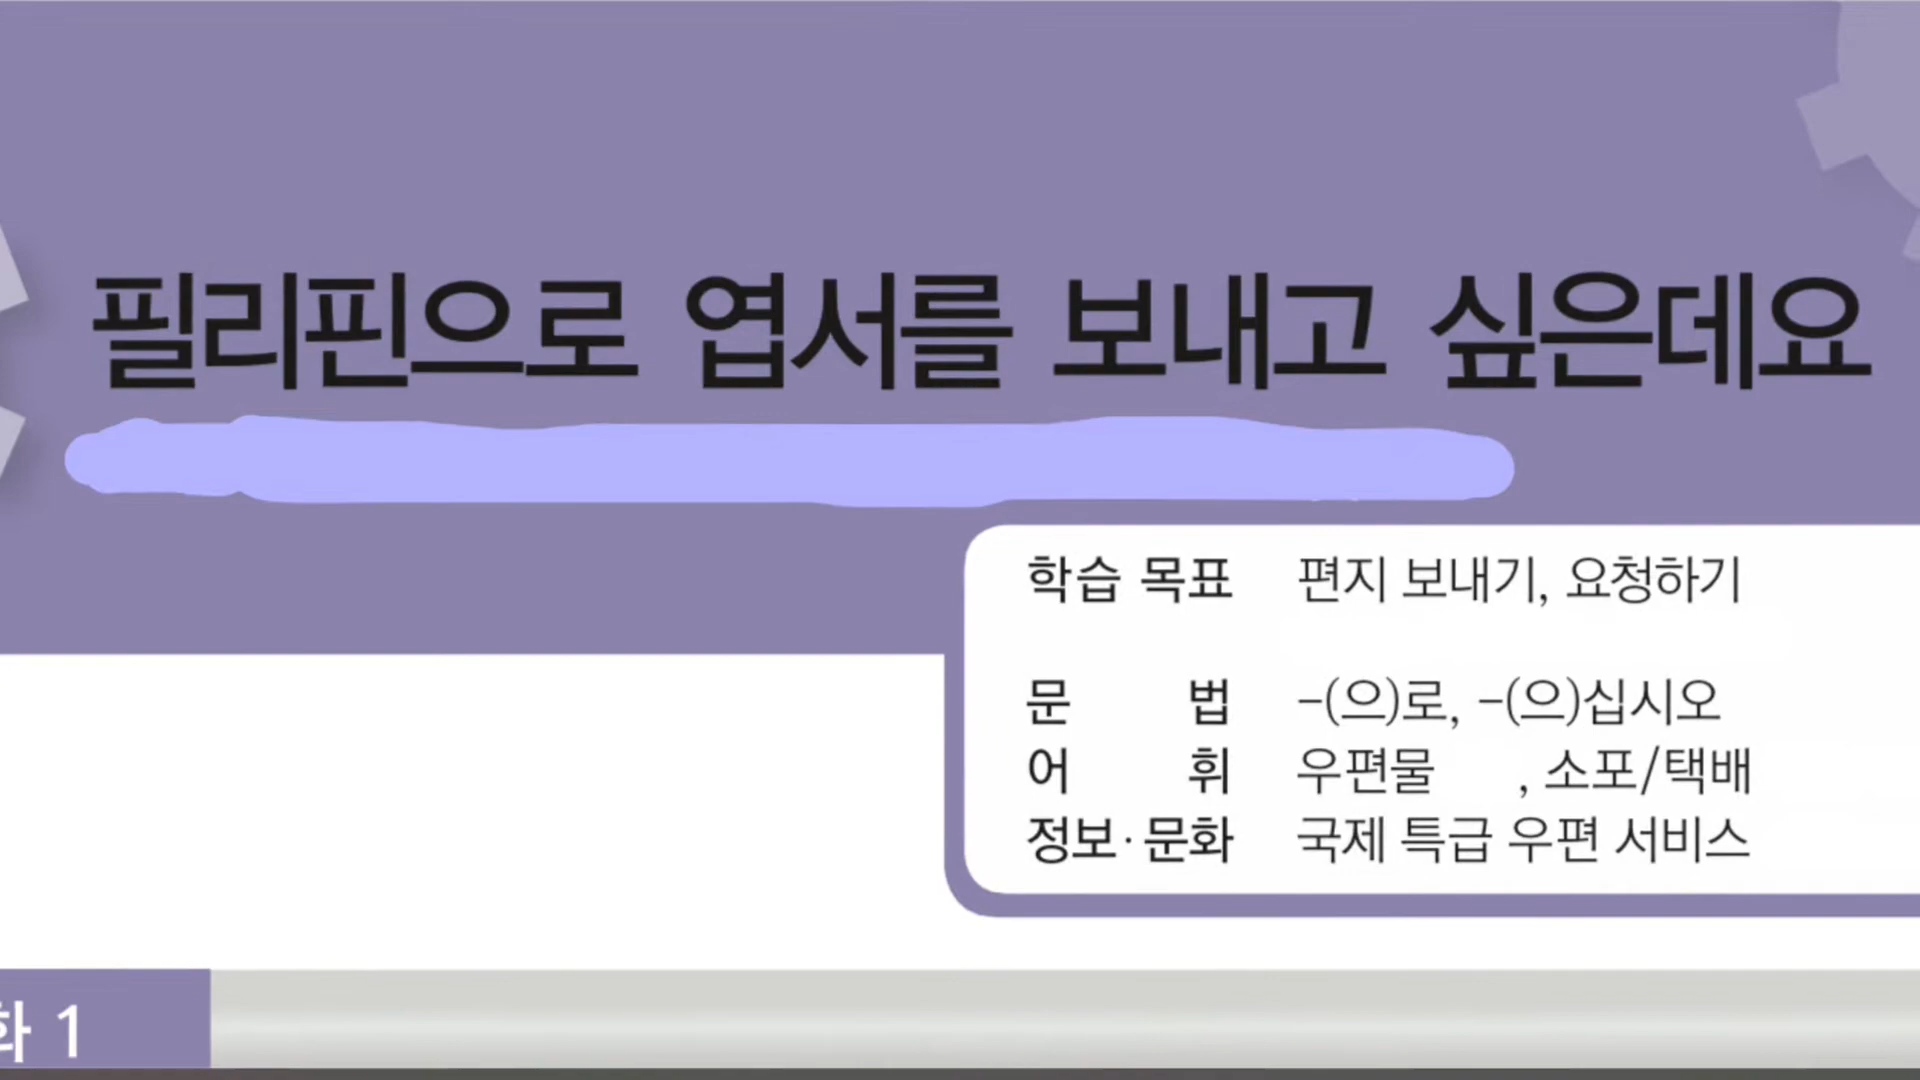 필리핀으로 엽서를 보내고 싶은데요
학습 목표 편지 보내기, 요청하기
문 법 -(으)로, -(으)십시오
어 휘 우편물 , 소포/택배
정보·문화 국제 특급 우편 서비스
화 1